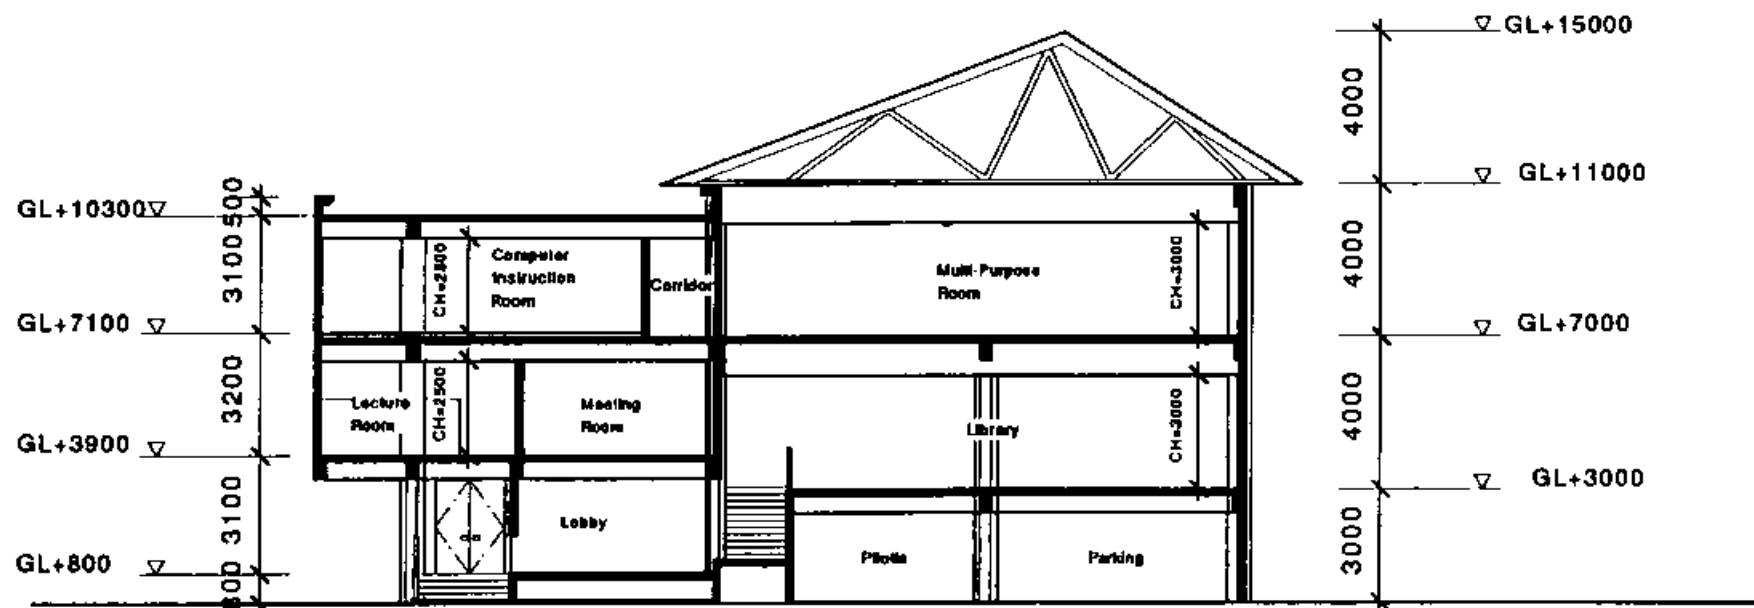 GL+15000
4000
GL+11000
500
GL+10300
3100
CH=2500
Computer
Instruction
Room
Corridor
Multi-Purpose
Room
CH=3000
4000
GL+7100
GL+7000
3200
Lecture
Room
CH=2500
Meeting
Room
Library
CH=3000
4000
GL+3900
GL+3000
3100
Lobby
Pilotis
Parking
3000
GL+800
800